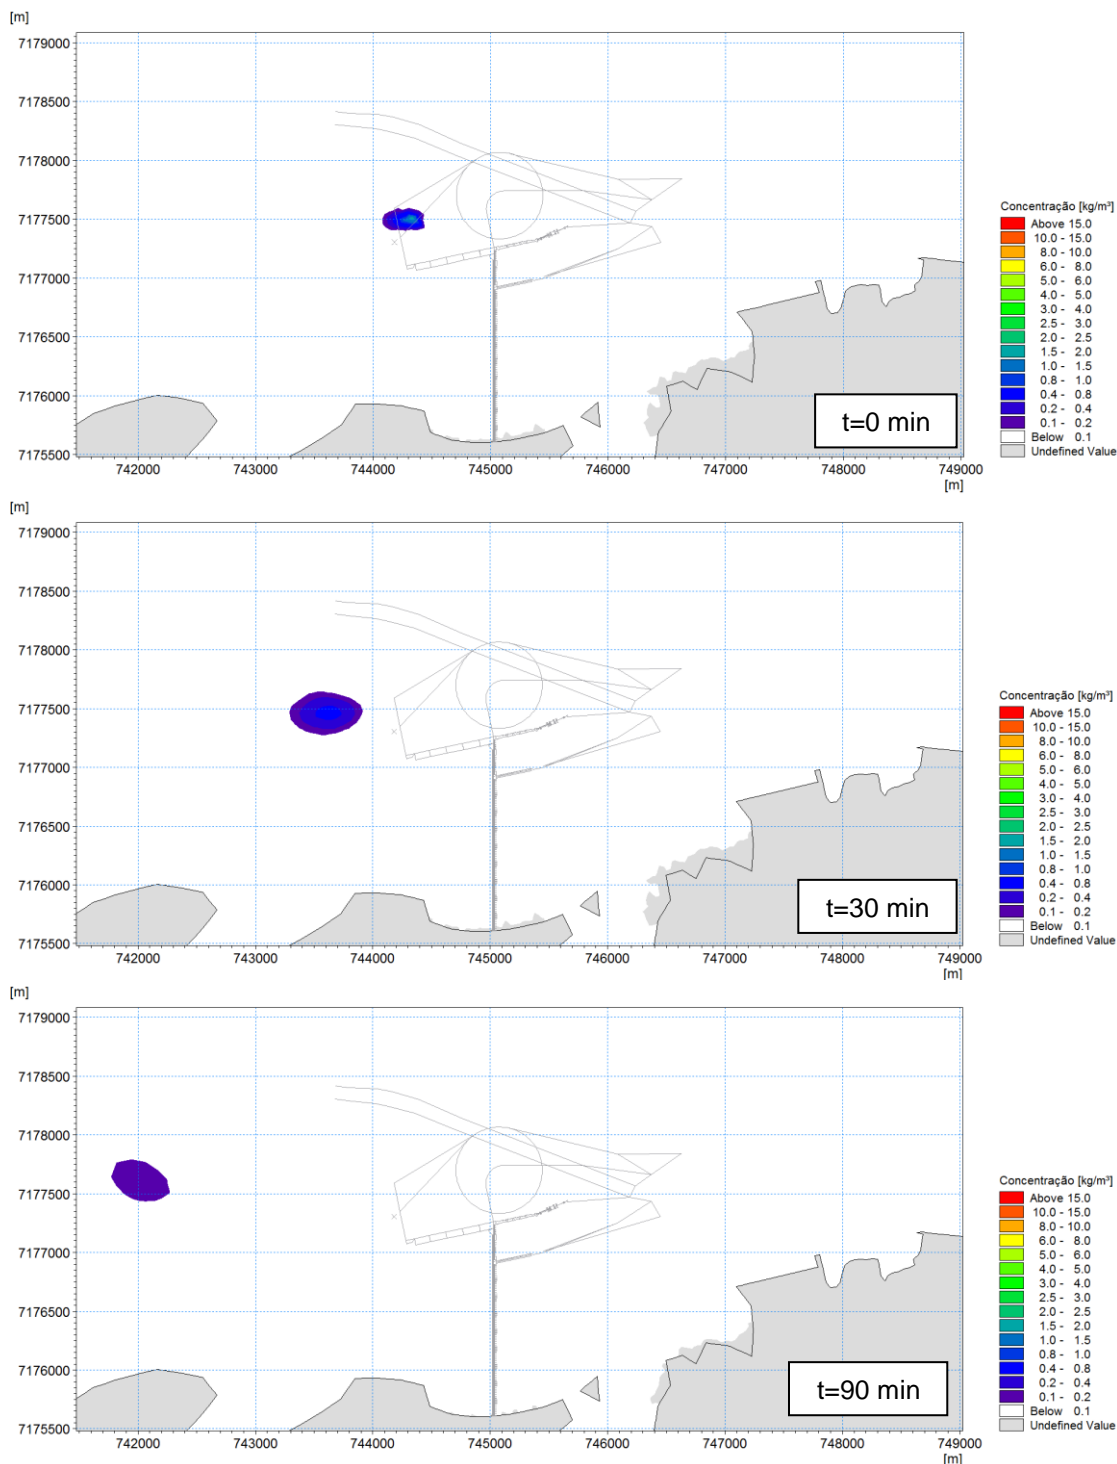 [m]
7179000
7178500
7178000
7177500
7177000
7176500
7176000
7175500
742000 743000 744000 745000 746000 747000 748000 749000
[m]
t=0 min
Concentração [kg/m³]
Above 15.0
10.0 - 15.0
8.0 - 10.0
6.0 - 8.0
5.0 - 6.0
4.0 - 5.0
3.0 - 4.0
2.5 - 3.0
2.0 - 2.5
1.5 - 2.0
1.0 - 1.5
0.8 - 1.0
0.4 - 0.8
0.2 - 0.4
0.1 - 0.2
Below 0.1
Undefined Value
[m]
7179000
7178500
7178000
7177500
7177000
7176500
7176000
7175500
742000 743000 744000 745000 746000 747000 748000 749000
[m]
t=30 min
Concentração [kg/m³]
Above 15.0
10.0 - 15.0
8.0 - 10.0
6.0 - 8.0
5.0 - 6.0
4.0 - 5.0
3.0 - 4.0
2.5 - 3.0
2.0 - 2.5
1.5 - 2.0
1.0 - 1.5
0.8 - 1.0
0.4 - 0.8
0.2 - 0.4
0.1 - 0.2
Below 0.1
Undefined Value
[m]
7179000
7178500
7178000
7177500
7177000
7176500
7176000
7175500
742000 743000 744000 745000 746000 747000 748000 749000
[m]
t=90 min
Concentração [kg/m³]
Above 15.0
10.0 - 15.0
8.0 - 10.0
6.0 - 8.0
5.0 - 6.0
4.0 - 5.0
3.0 - 4.0
2.5 - 3.0
2.0 - 2.5
1.5 - 2.0
1.0 - 1.5
0.8 - 1.0
0.4 - 0.8
0.2 - 0.4
0.1 - 0.2
Below 0.1
Undefined Value